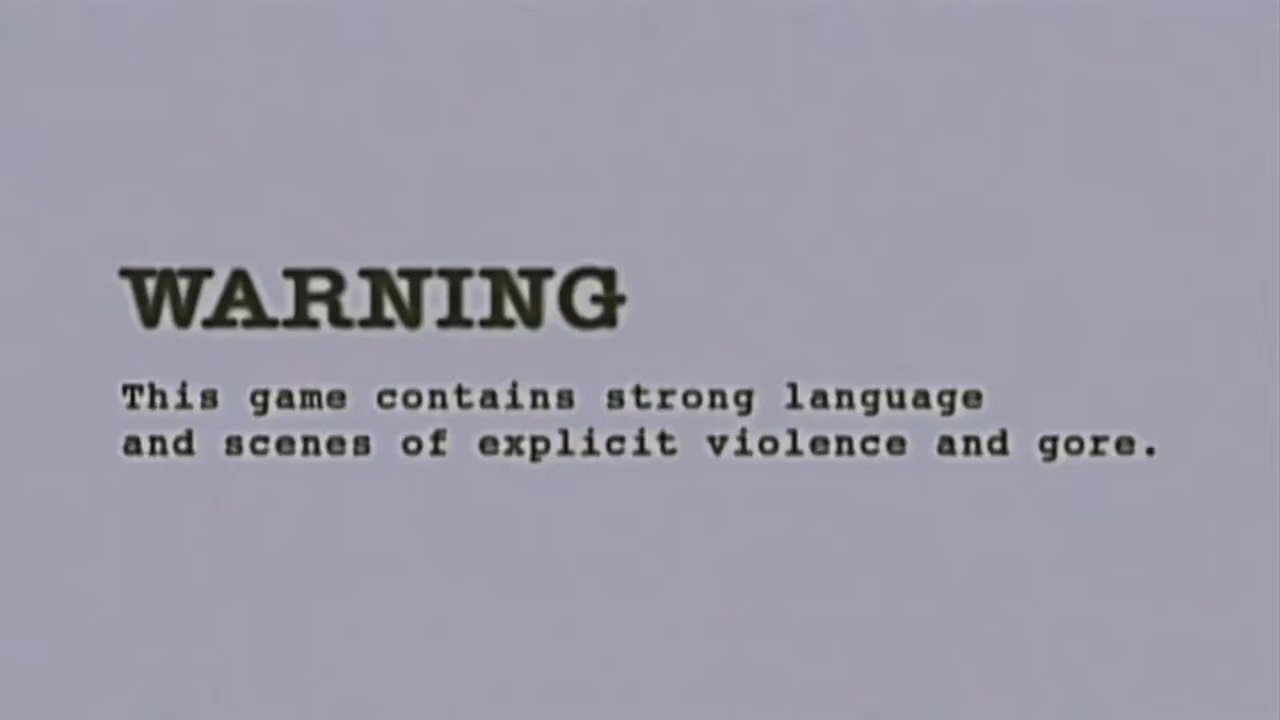 WARNING
This game contains strong language
and scenes of explicit violence and gore.